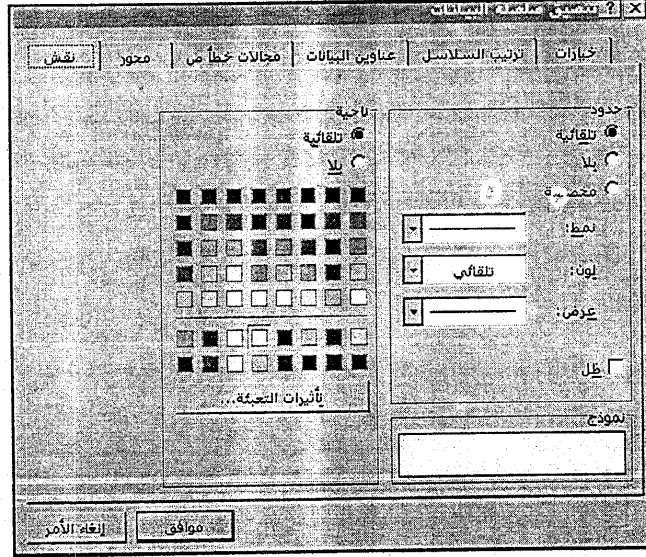 تنسيق سلسلة البيانات
خيارات ترتيب السلاسل عناوين البيانات مجالات خطأ ص محور نقش
حدود
تلقائية
بلا
مخصصة
نمط:
لون: تلقائي
عرض:
ظل
نموذج
ناحية
تلقائية
بلا
تأثيرات التعبئة...
موافق
إلغاء الأمر